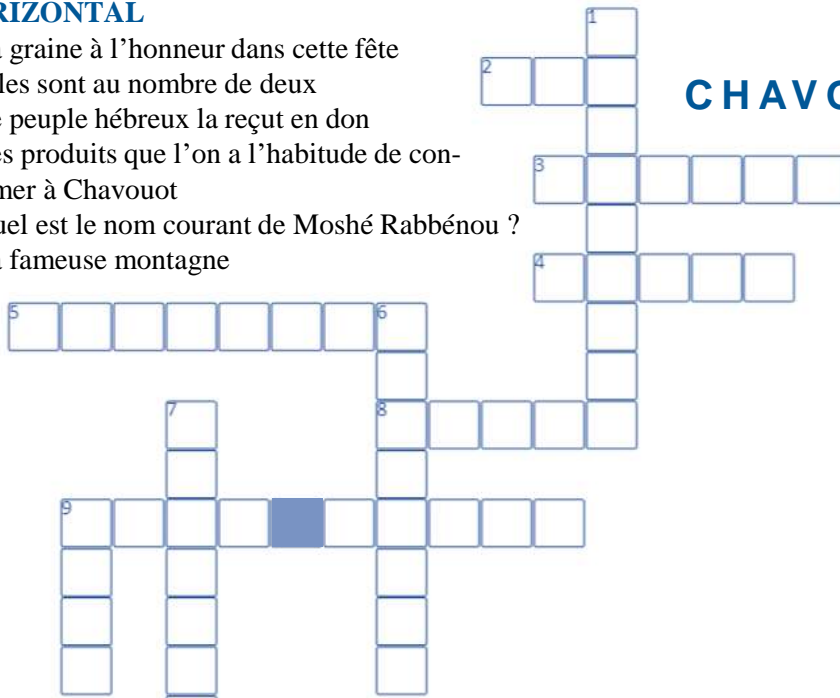 RIZONTAL
a graine à l’honneur dans cette fête
les sont au nombre de deux
e peuple hébreux la reçut en don
es produits que l’on a l’habitude de con-
mer à Chavouot
uel est le nom courant de Moshé Rabbénou ?
a fameuse montagne
CHAVO
1
2
3
4
5
6
7
8
9